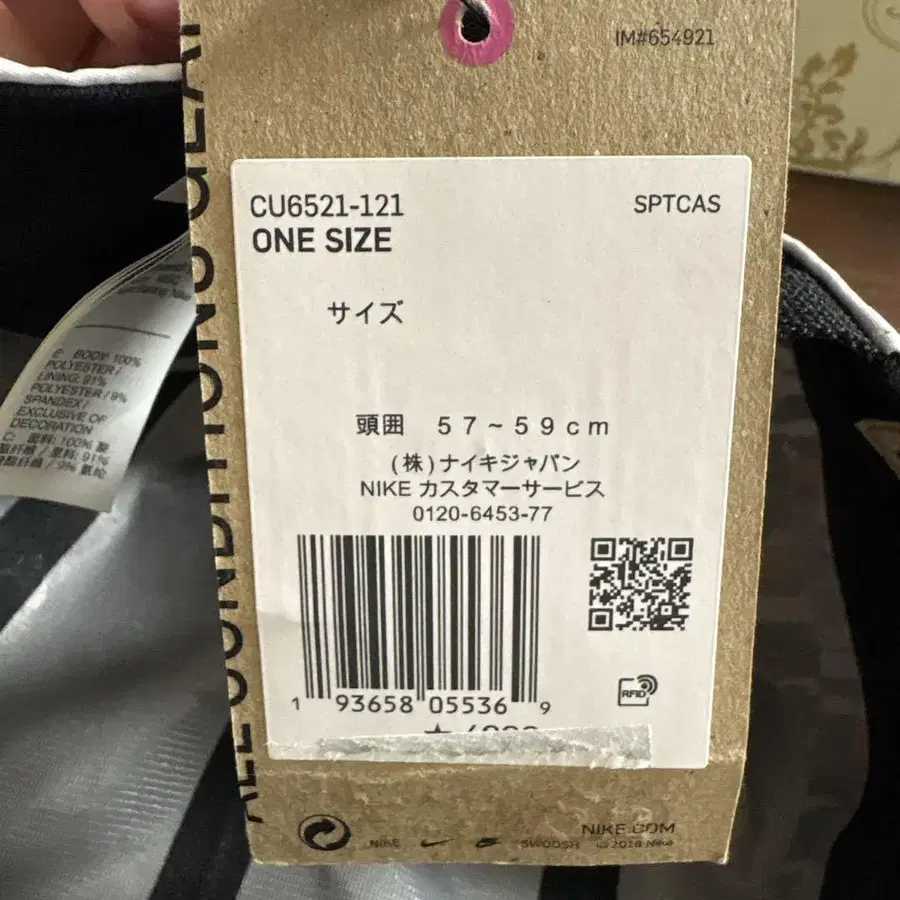 IM#654921
ALL CONDITIONS GEAR
CU6521-121
SPTCAS
ONE SIZE
サイズ
頭囲 57~59cm
(株)ナイキジャパン
NIKE カスタマーサービス
0120-6453-77
1 93658 05536 9
RFID
NIKE.COM
NIKE
SWOOSH © 2018 Nike
E BODY: 100%
POLYESTER /
LINING: 91%
POLYESTER / 9%
SPANDEX /
EXCLUSIVE OF
DECORATION